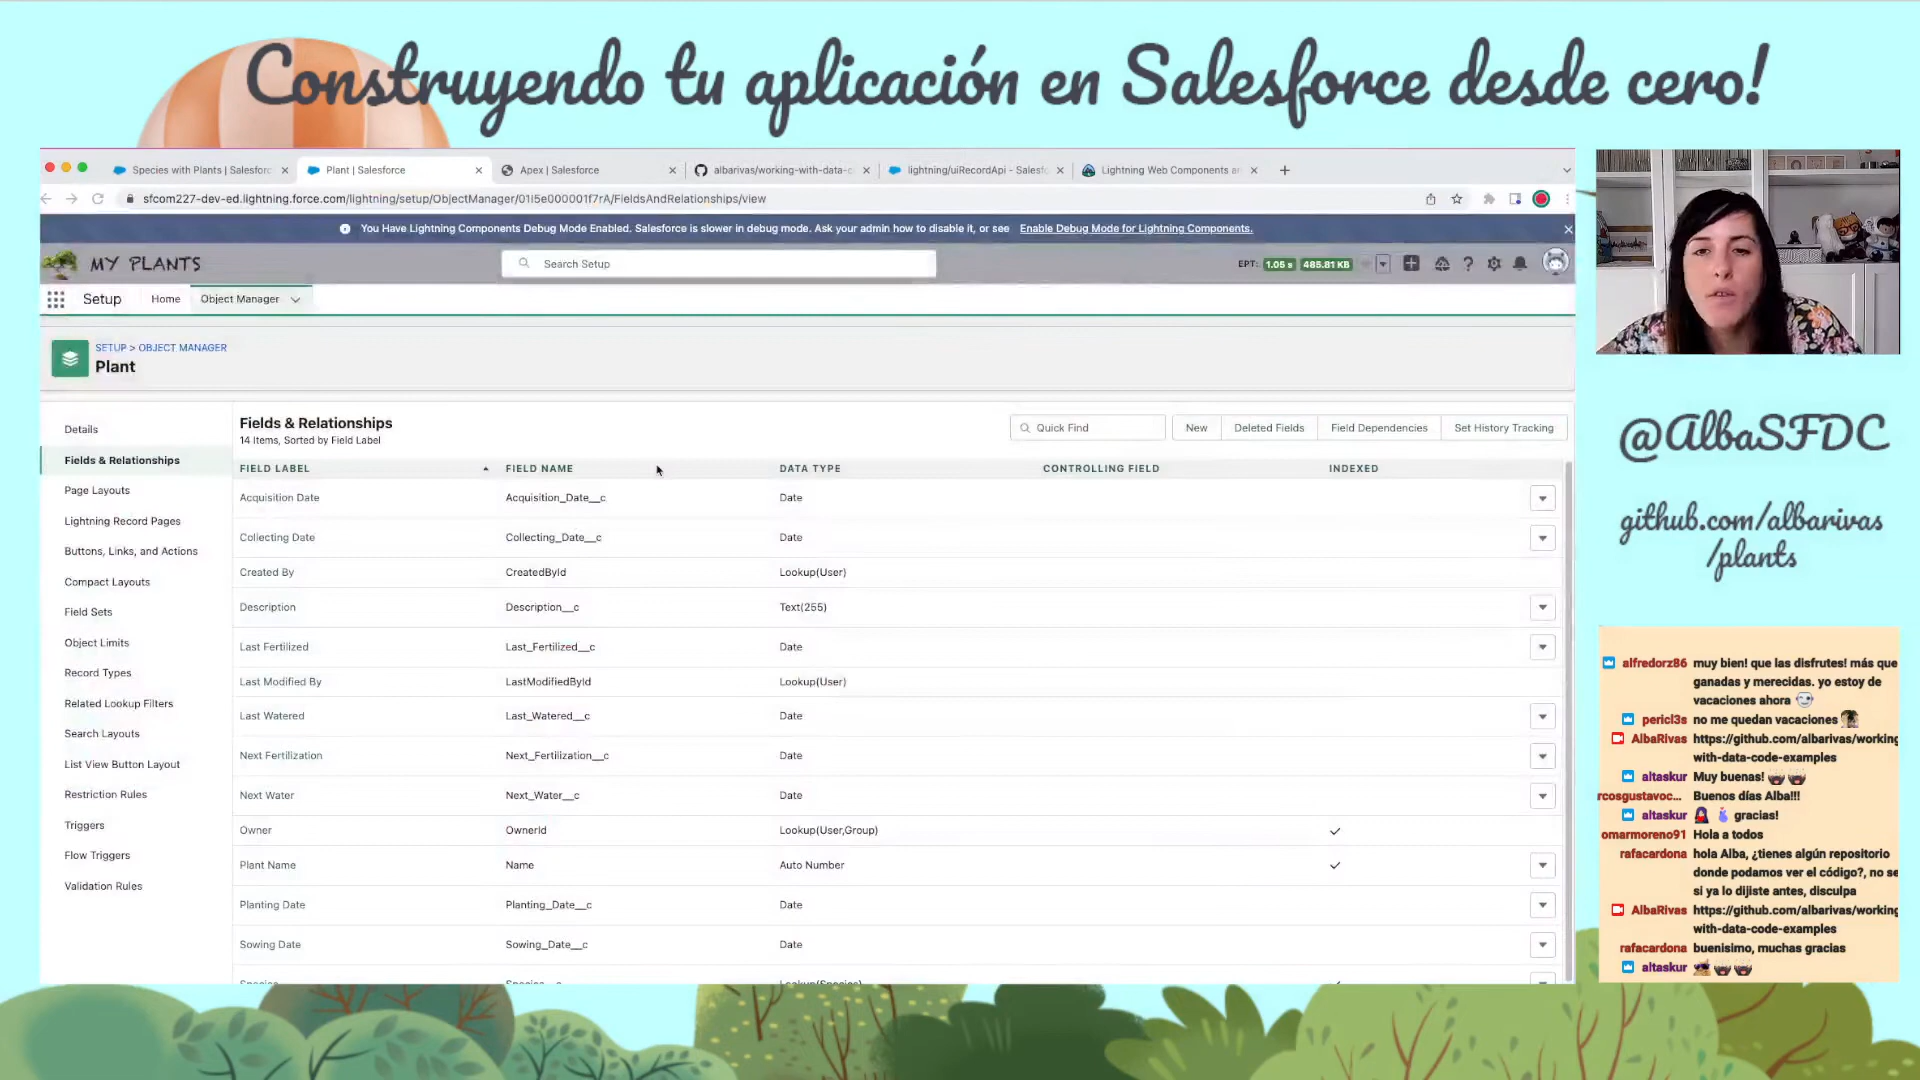 Construyendo tu aplicación en Salesforce desde cero!
Species with Plants | Salesforc
Plant | Salesforce
Apex | Salesforce
albarivas/working-with-data-c
lightning/uiRecordApi - Salesf
Lightning Web Components an
sfcom227-dev-ed.lightning.force.com/lightning/setup/ObjectManager/01I5e000001f7rA/FieldsAndRelationships/view
You Have Lightning Components Debug Mode Enabled. Salesforce is slower in debug mode. Ask your admin how to disable it, or see Enable Debug Mode for Lightning Components.
MY PLANTS
Search Setup
EPT: 1.05 s 485.81 KB
Setup
Home
Object Manager
SETUP > OBJECT MANAGER
Plant
Details
Fields & Relationships
Page Layouts
Lightning Record Pages
Buttons, Links, and Actions
Compact Layouts
Field Sets
Object Limits
Record Types
Related Lookup Filters
Search Layouts
List View Button Layout
Restriction Rules
Triggers
Flow Triggers
Validation Rules
Fields & Relationships
14 Items, Sorted by Field Label
Quick Find
New
Deleted Fields
Field Dependencies
Set History Tracking
FIELD LABEL FIELD NAME DATA TYPE CONTROLLING FIELD INDEXED
Acquisition Date Acquisition_Date__c Date
Collecting Date Collecting_Date__c Date
Created By CreatedById Lookup(User)
Description Description__c Text(255)
Last Fertilized Last_Fertilized__c Date
Last Modified By LastModifiedById Lookup(User)
Last Watered Last_Watered__c Date
Next Fertilization Next_Fertilization__c Date
Next Water Next_Water__c Date
Owner OwnerId Lookup(User,Group)
Plant Name Name Auto Number
Planting Date Planting_Date__c Date
Sowing Date Sowing_Date__c Date
Species Species__c Lookup(Species)
@AlbaSFDC
github.com/albarivas
/plants
alfredorz86 muy bien! que las disfrutes! más que
ganadas y merecidas. yo estoy de
vacaciones ahora
pericl3s no me quedan vacaciones
AlbaRivas https://github.com/albarivas/working
with-data-code-examples
altaskur Muy buenas!
rcosgustavoc... Buenos días Alba!!!
altaskur gracias!
omarmoreno91 Hola a todos
rafacardona hola Alba, ¿tienes algún repositorio
donde podamos ver el código?, no se
si ya lo dijiste antes, disculpa
AlbaRivas https://github.com/albarivas/working
with-data-code-examples
rafacardona buenisimo, muchas gracias
altaskur